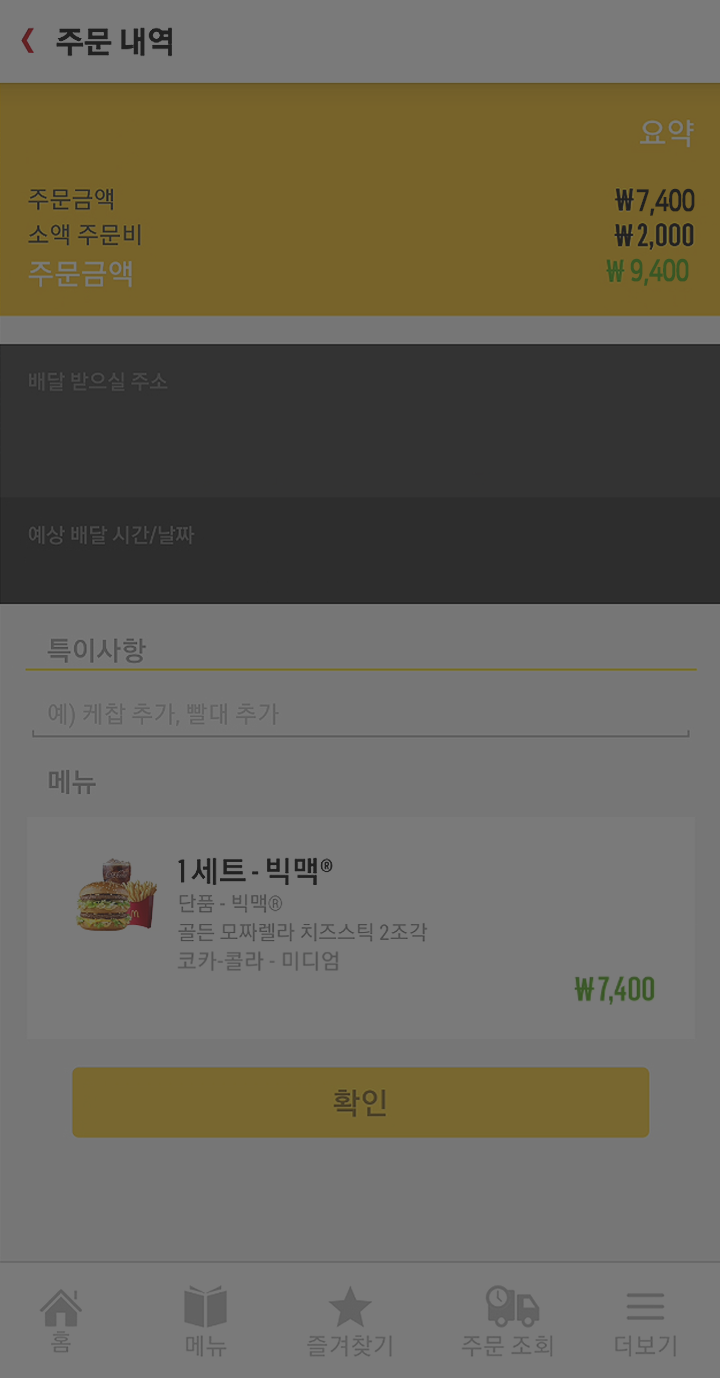 주문 내역
요약
주문금액 ₩7,400
소액 주문비 ₩2,000
주문금액 ₩9,400
배달 받으실 주소
예상 배달 시간/날짜
특이사항
예) 케찹 추가, 빨대 추가
메뉴
1 세트 - 빅맥®
단품 - 빅맥®
골든 모짜렐라 치즈스틱 2조각
코카-콜라 - 미디엄
₩7,400
확인
홈 메뉴 즐겨찾기 주문 조회 더보기